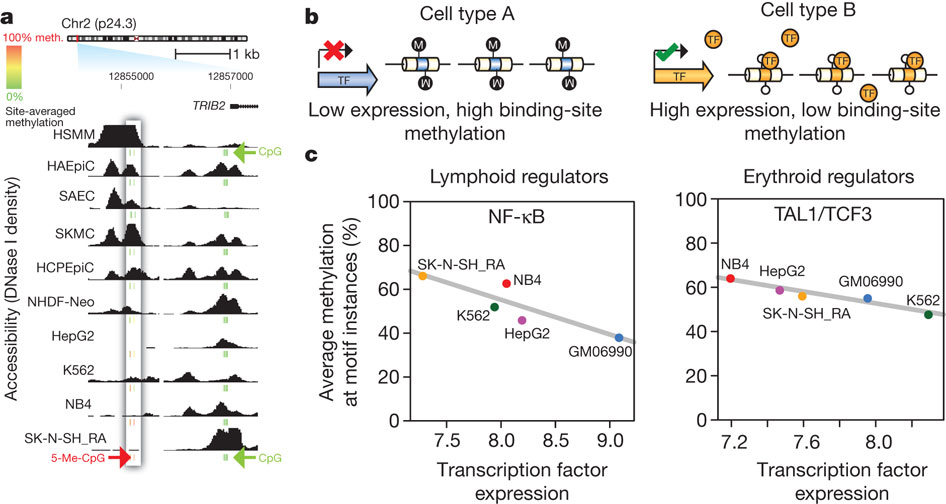 a
Chr2 (p24.3)
100% meth.
1 kb
12855000
12857000
0%
TRIB2
Site-averaged
methylation
Accessibility (DNase I density)
HSMM
CpG
HAEpiC
SAEC
SKMC
HCPEpiC
NHDF-Neo
HepG2
K562
NB4
SK-N-SH_RA
5-Me-CpG
CpG
b
Cell type A
TF
M
M
M
M
M
M
Low expression, high binding-site
methylation
Cell type B
TF
TF
TF
TF
TF
TF
TF
High expression, low binding-site
methylation
c
Lymphoid regulators
NF-κB
Average methylation
at motif instances (%)
100
80
60
40
20
0
SK-N-SH_RA
NB4
K562
HepG2
GM06990
7.5
8.0
8.5
9.0
Transcription factor
expression
Erythroid regulators
TAL1/TCF3
100
80
60
40
20
0
NB4
HepG2
GM06990
SK-N-SH_RA
K562
7.2
7.6
8.0
Transcription factor
expression